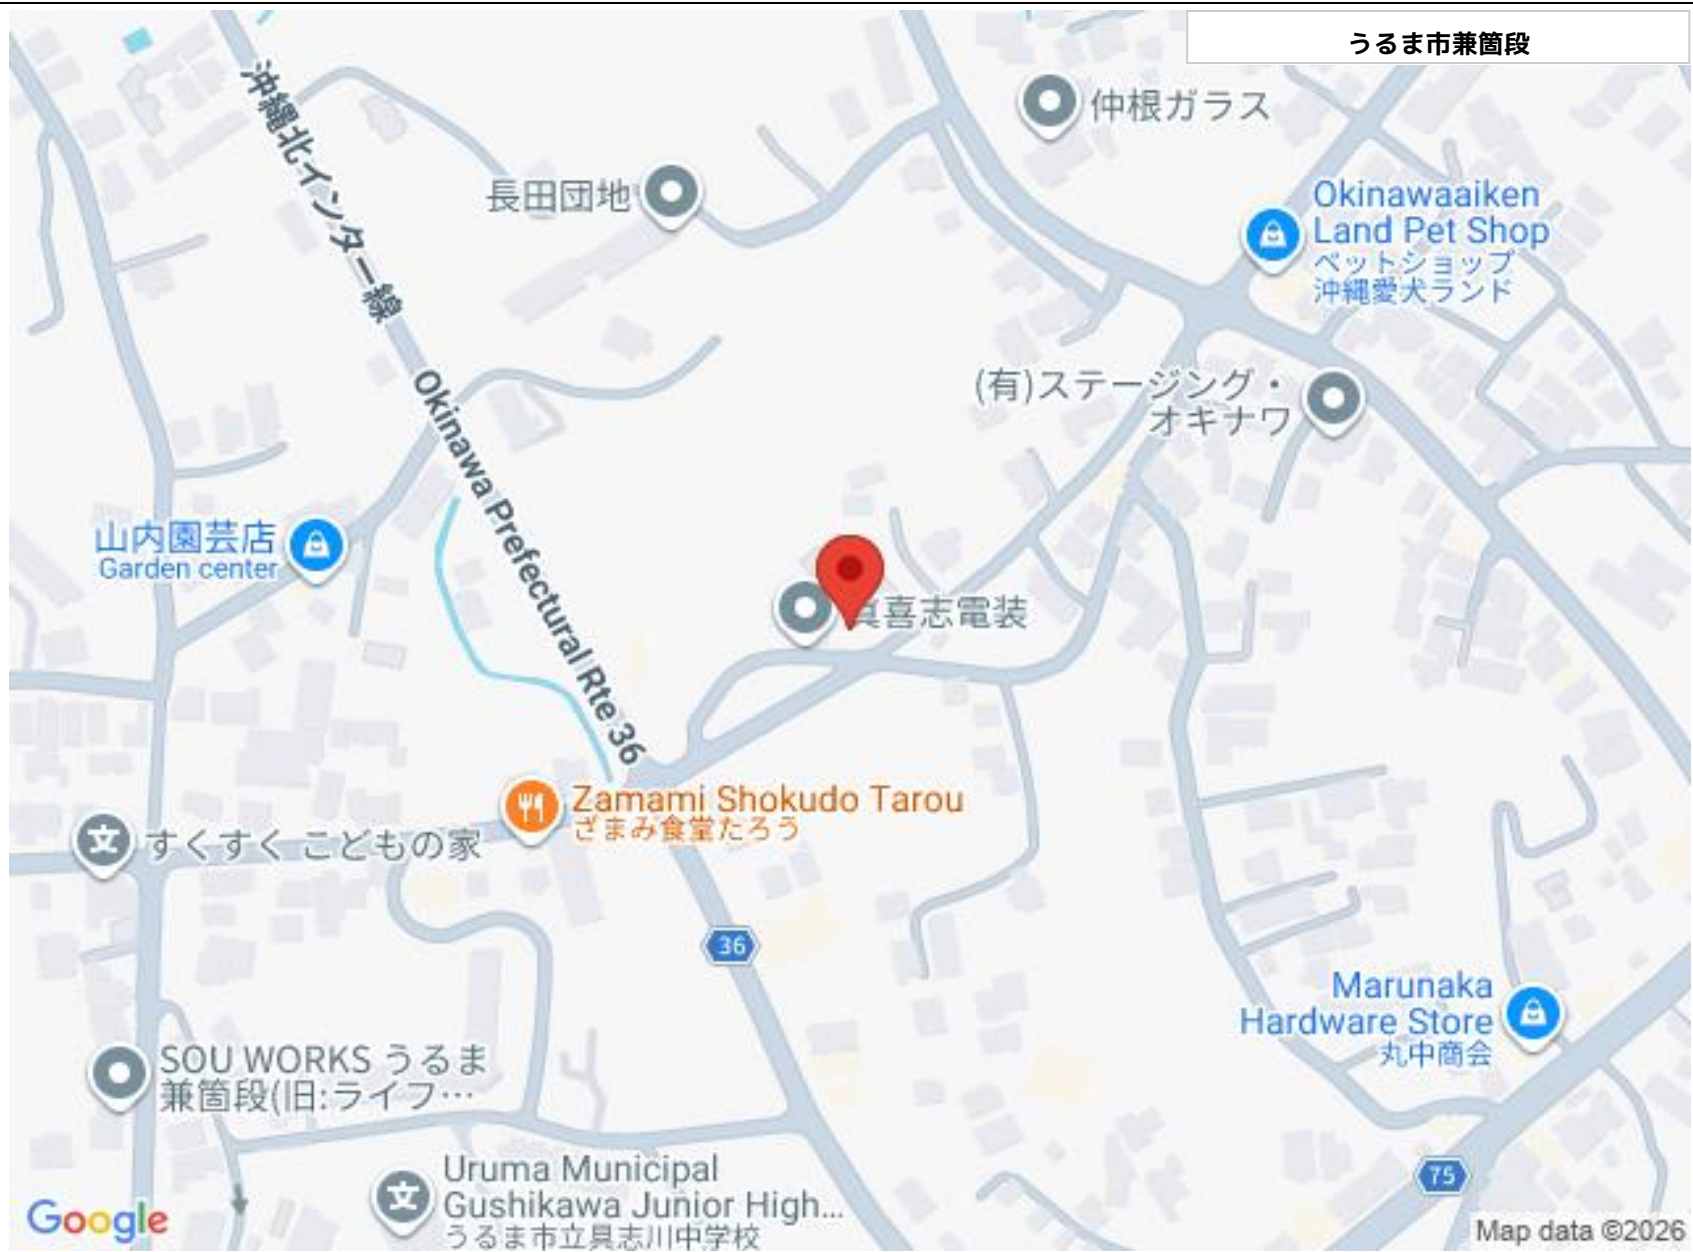 うるま市兼箇段
沖縄北インター線
仲根ガラス
長田団地
Okinawaaiken
Land Pet Shop
ペットショップ
沖縄愛犬ランド
Okinawa Prefectural Rte 36
(有)ステージング・
オキナワ
山内園芸店
Garden center
真喜志電装
Zamami Shokudo Tarou
ざまみ食堂たろう
すくすく こどもの家
36
Marunaka
Hardware Store
丸中商会
SOU WORKS うるま
兼箇段(旧:ライフ…
75
Uruma Municipal
Gushikawa Junior High...
うるま市立具志川中学校
Google
Map data ©2026